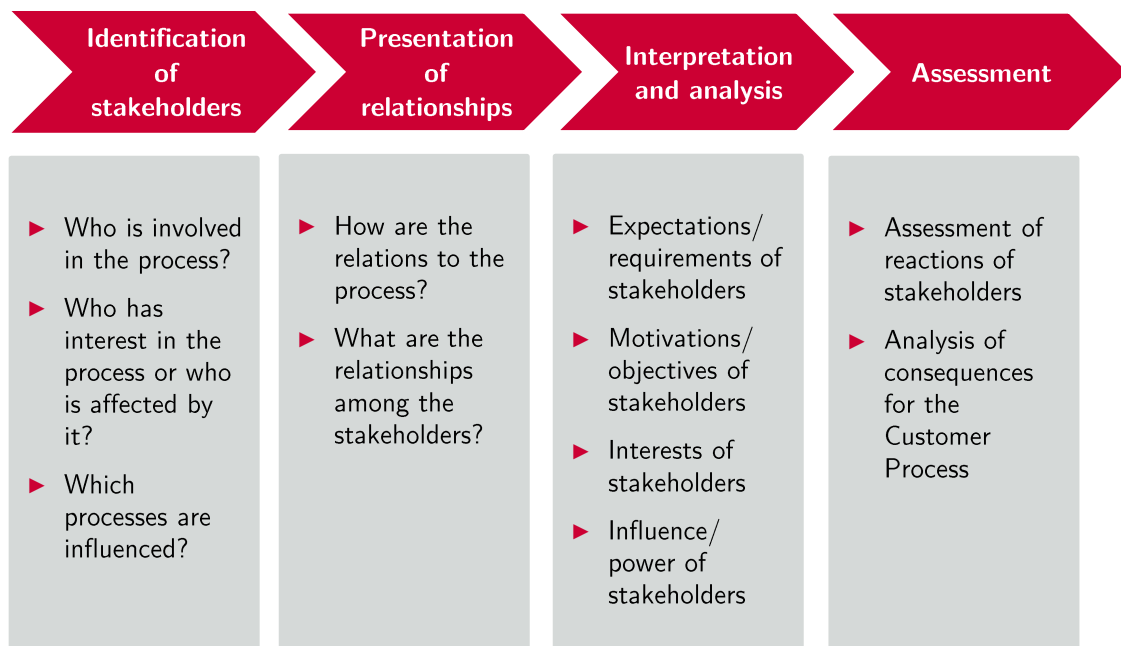 Identification
of
stakeholders
Presentation
of
relationships
Interpretation
and analysis
Assessment
Who is involved
in the process?
Who has
interest in the
process or who
is affected by
it?
Which
processes are
influenced?
How are the
relations to the
process?
What are the
relationships
among the
stakeholders?
Expectations/
requirements of
stakeholders
Motivations/
objectives of
stakeholders
Interests of
stakeholders
Influence/
power of
stakeholders
Assessment of
reactions of
stakeholders
Analysis of
consequences
for the
Customer
Process